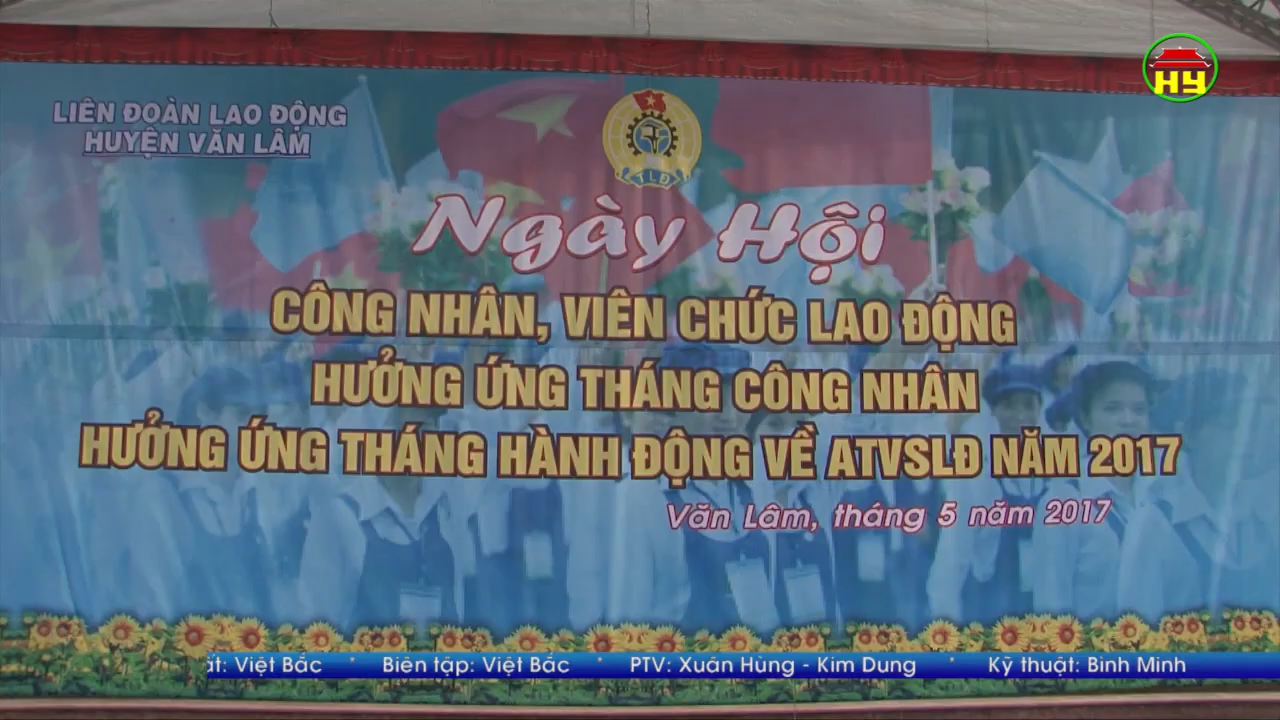 HY
LIÊN ĐOÀN LAO ĐỘNG
HUYỆN VĂN LÂM
TLĐ
Ngày Hội
CÔNG NHÂN, VIÊN CHỨC LAO ĐỘNG
HƯỞNG ỨNG THÁNG CÔNG NHÂN
HƯỞNG ỨNG THÁNG HÀNH ĐỘNG VỀ ATVSLĐ NĂM 2017
Văn Lâm, tháng 5 năm 2017
Việt Bắc * Biên tập: Việt Bắc * PTV: Xuân Hùng - Kim Dung * Kỹ thuật: Bình Minh